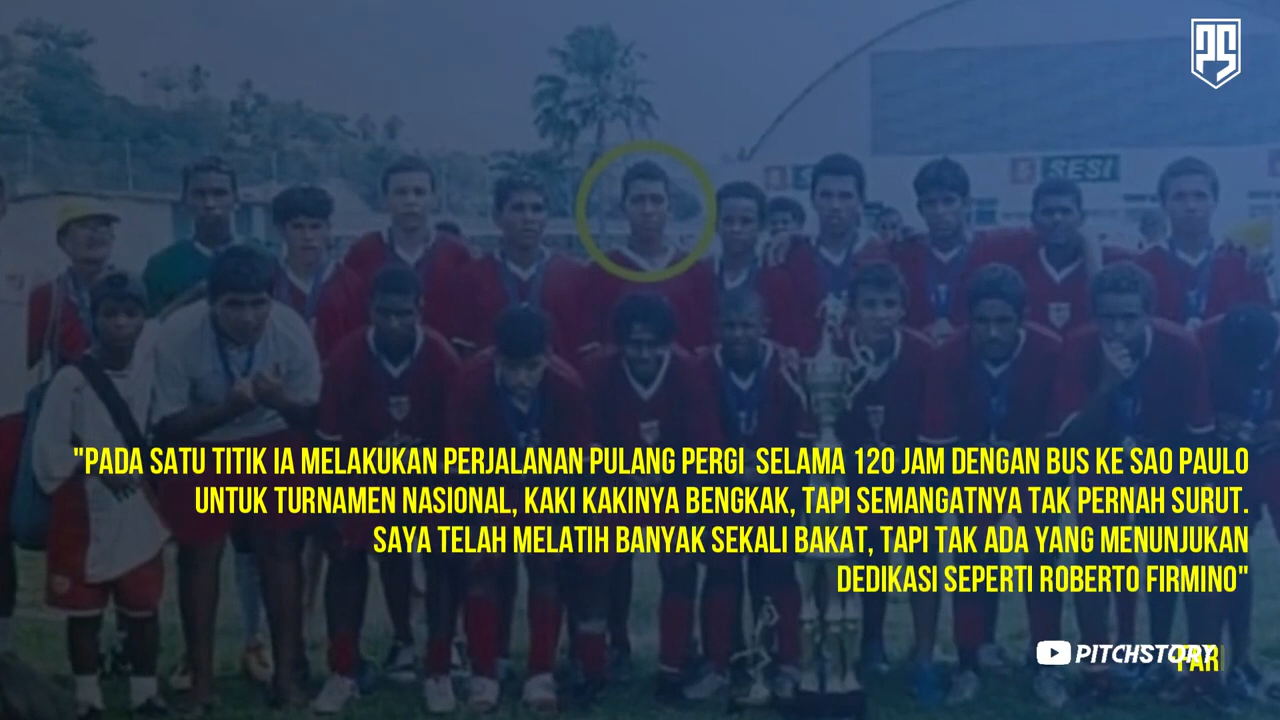 PS
SESI
"PADA SATU TITIK IA MELAKUKAN PERJALANAN PULANG PERGI SELAMA 120 JAM DENGAN BUS KE SAO PAULO
UNTUK TURNAMEN NASIONAL, KAKI KAKINYA BENGKAK, TAPI SEMANGATNYA TAK PERNAH SURUT.
SAYA TELAH MELATIH BANYAK SEKALI BAKAT, TAPI TAK ADA YANG MENUNJUKAN
DEDIKASI SEPERTI ROBERTO FIRMINO"
PITCHSTORY